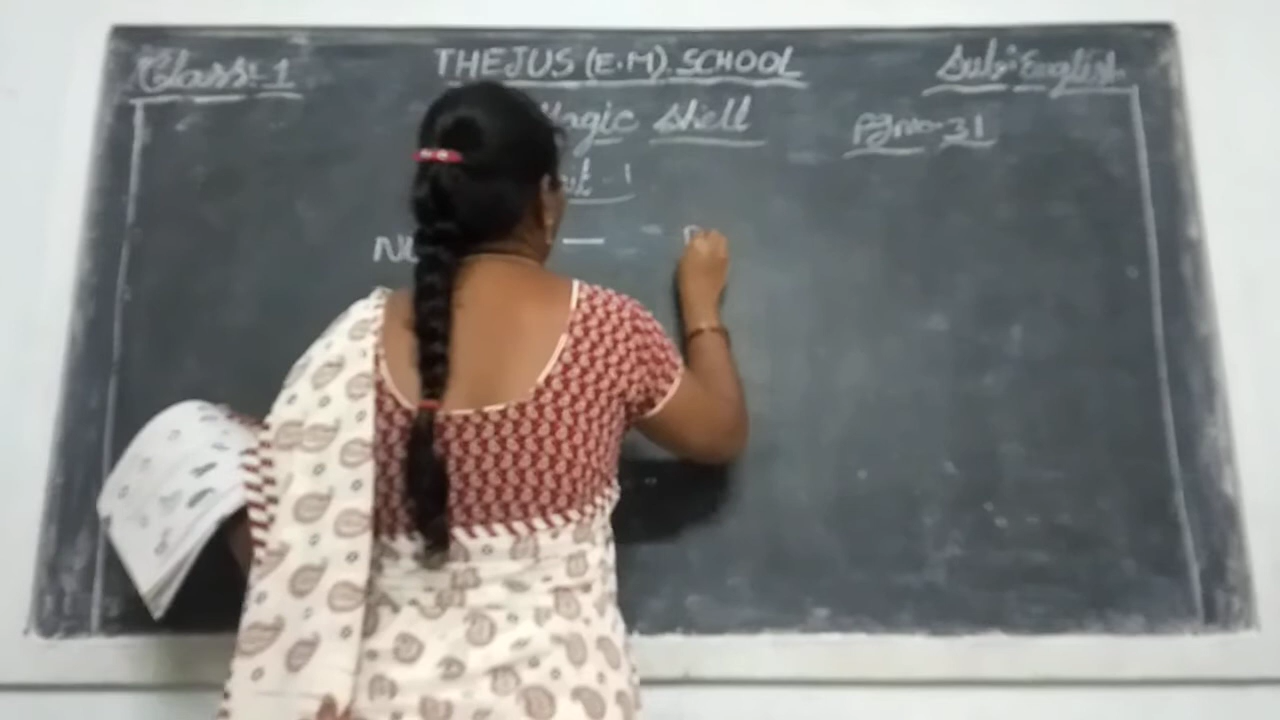 Class:-1 THEJUS (E.M). SCHOOL Sub:-English
Magic Shell Pg no-31